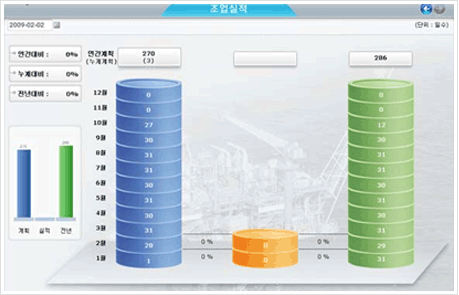 조업실적
2009-02-02
(단위 : 일수)
연간대비 : 0%
누계대비 : 0%
전년대비 : 0%
연간계획
(누계계획)
270
(3)
286
12월 0 0
11월 0 0
10월 27 17
9월 30 30
8월 31 31
7월 31 31
6월 30 30
5월 31 31
4월 30 30
3월 31 31
2월 28 0 % 0 0 % 29
1월 1 0 % 0 0 % 31
계획 실적 전년